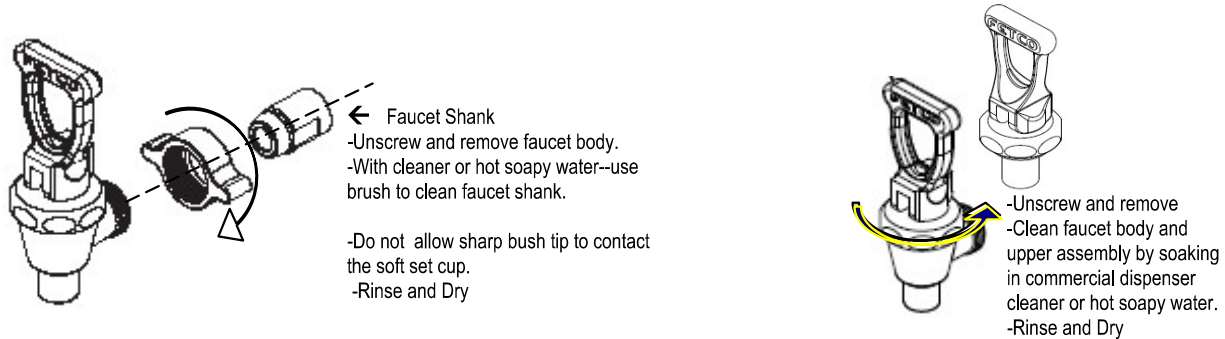 FETCO
← Faucet Shank
-Unscrew and remove faucet body.
-With cleaner or hot soapy water--use
brush to clean faucet shank.
-Do not  allow sharp bush tip to contact
the soft set cup.
-Rinse and Dry
FETCO
FETCO
-Unscrew and remove
-Clean faucet body and
upper assembly by soaking
in commercial dispenser
cleaner or hot soapy water.
-Rinse and Dry